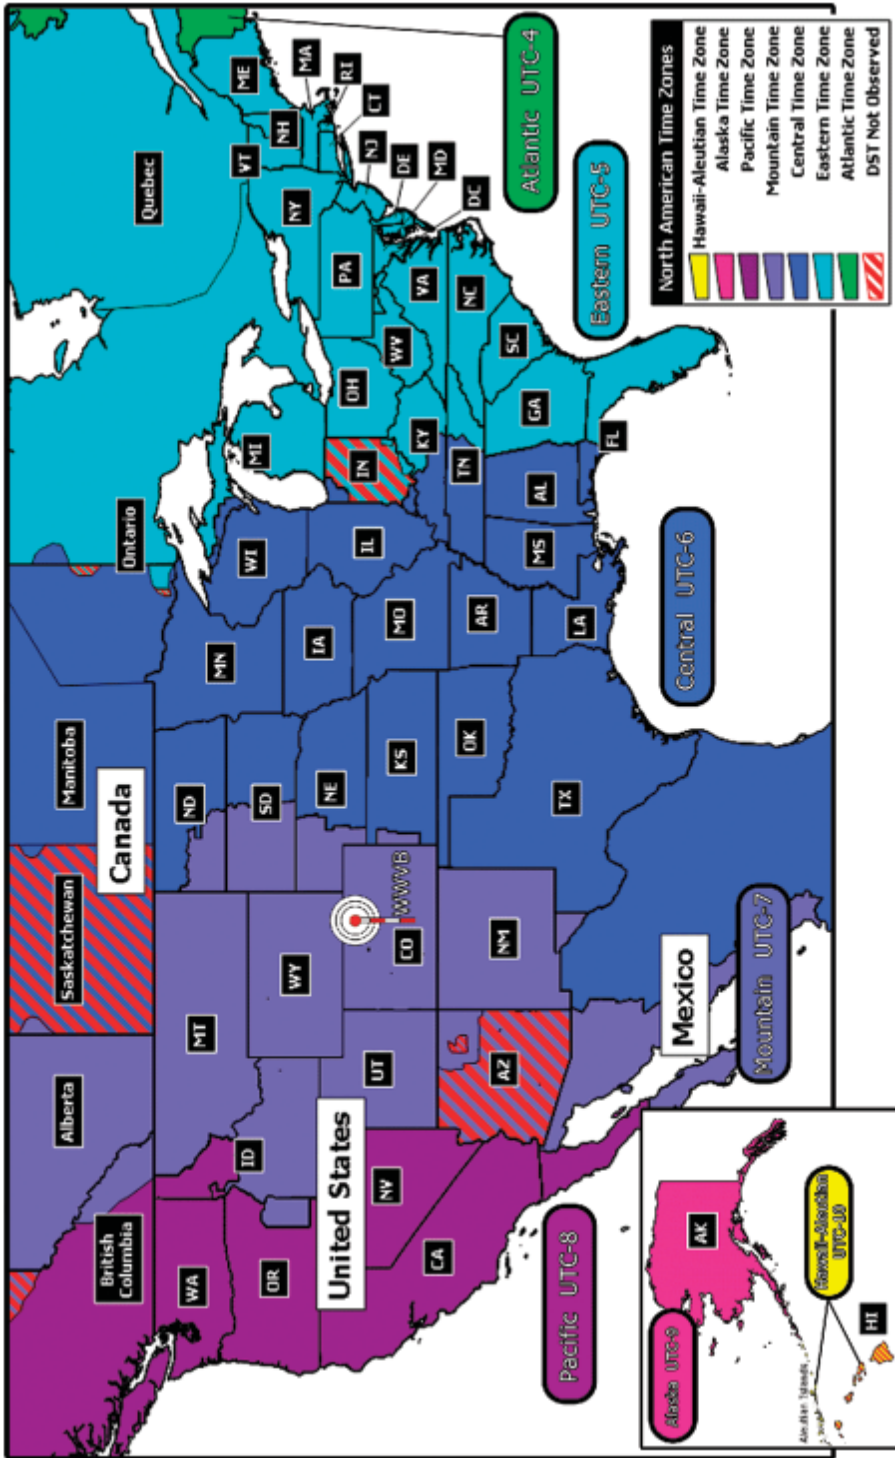 British
Columbia
Alberta
Saskatchewan
Manitoba
Ontario
Quebec
Canada
WA
MT
ND
MN
WI
MI
VT
NH
ME
MA
RI
CT
NY
NJ
DE
MD
DC
OR
ID
WY
SD
IA
IL
IN
OH
PA
WV
VA
United States
NV
UT
CO
WWVB
NE
KS
MO
KY
NC
CA
AZ
NM
OK
AR
TN
SC
TX
LA
MS
AL
GA
FL
Mexico
Pacific UTC-8
Mountain UTC-7
Central UTC-6
Eastern UTC-5
Atlantic UTC-4
Alaska UTC-9
AK
Aleutian Islands
Hawaii-Aleutian
UTC-10
HI
North American Time Zones
Hawaii-Aleutian Time Zone
Alaska Time Zone
Pacific Time Zone
Mountain Time Zone
Central Time Zone
Eastern Time Zone
Atlantic Time Zone
DST Not Observed